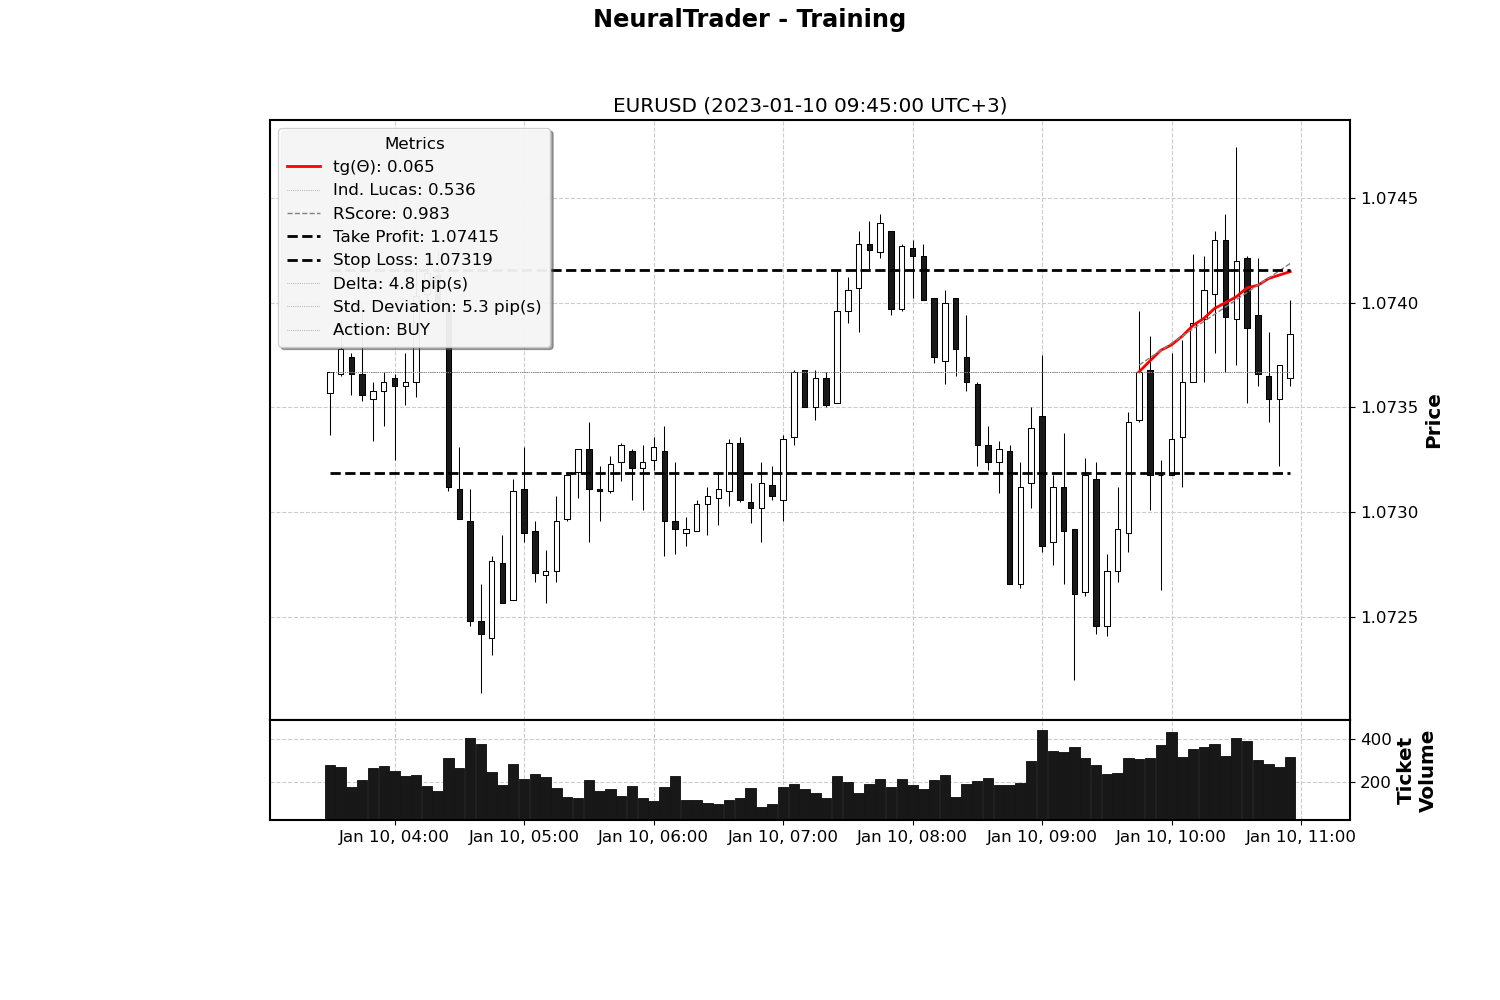 NeuralTrader - Training
EURUSD (2023-01-10 09:45:00 UTC+3)
Metrics
tg(Θ): 0.065
Ind. Lucas: 0.536
RScore: 0.983
Take Profit: 1.07415
Stop Loss: 1.07319
Delta: 4.8 pip(s)
Std. Deviation: 5.3 pip(s)
Action: BUY
1.0745
1.0740
1.0735
1.0730
1.0725
Price
400
200
Ticket
Volume
Jan 10, 04:00
Jan 10, 05:00
Jan 10, 06:00
Jan 10, 07:00
Jan 10, 08:00
Jan 10, 09:00
Jan 10, 10:00
Jan 10, 11:00